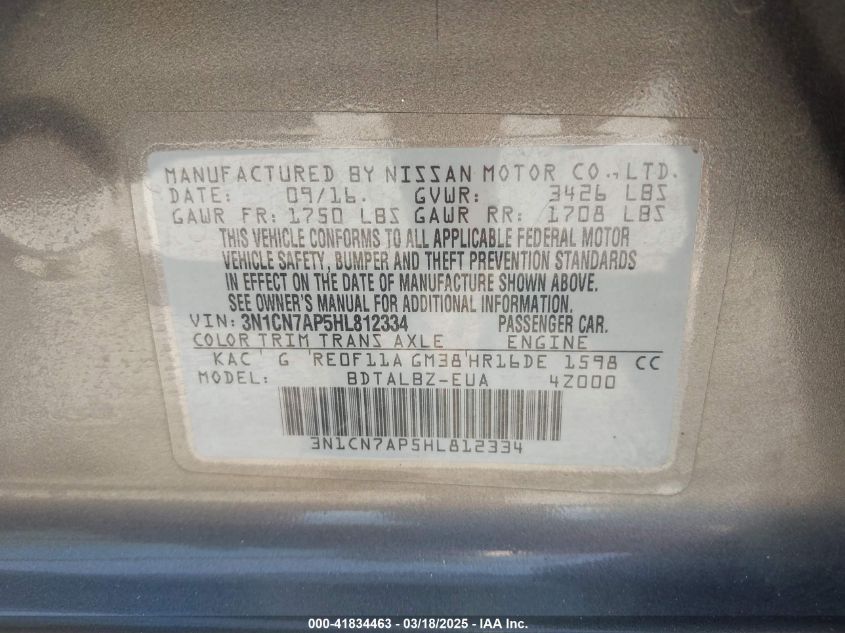 MANUFACTURED BY NISSAN MOTOR CO., LTD.
DATE: 09/16. GVWR: 3426 LBS
GAWR FR: 1750 LBS GAWR RR: 1708 LBS
THIS VEHICLE CONFORMS TO ALL APPLICABLE FEDERAL MOTOR
VEHICLE SAFETY, BUMPER AND THEFT PREVENTION STANDARDS
IN EFFECT ON THE DATE OF MANUFACTURE SHOWN ABOVE.
SEE OWNER'S MANUAL FOR ADDITIONAL INFORMATION.
VIN: 3N1CN7AP5HL812334 PASSENGER CAR.
COLOR TRIM TRANS AXLE ENGINE
KAC G RE0F11A GM38 HR16DE 1598 CC
MODEL: BDTALBZ-EUA 4Z000
3N1CN7AP5HL812334
000-41834463 — 03/18/2025 — IAA Inc.